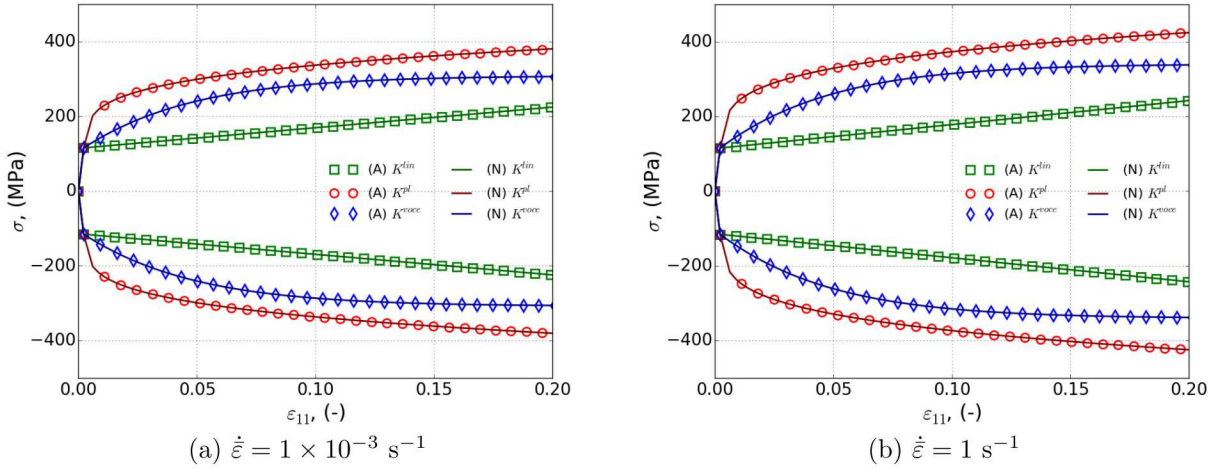 400
200
0
−200
−400
σ, (MPa)
(A) K^lin (N) K^lin
(A) K^pl (N) K^pl
(A) K^voce (N) K^voce
0.00 0.05 0.10 0.15 0.20
ε₁₁, (-)
(a) ε̄̇ = 1 × 10⁻³ s⁻¹
400
200
0
−200
−400
σ, (MPa)
(A) K^lin (N) K^lin
(A) K^pl (N) K^pl
(A) K^voce (N) K^voce
0.00 0.05 0.10 0.15 0.20
ε₁₁, (-)
(b) ε̄̇ = 1 s⁻¹